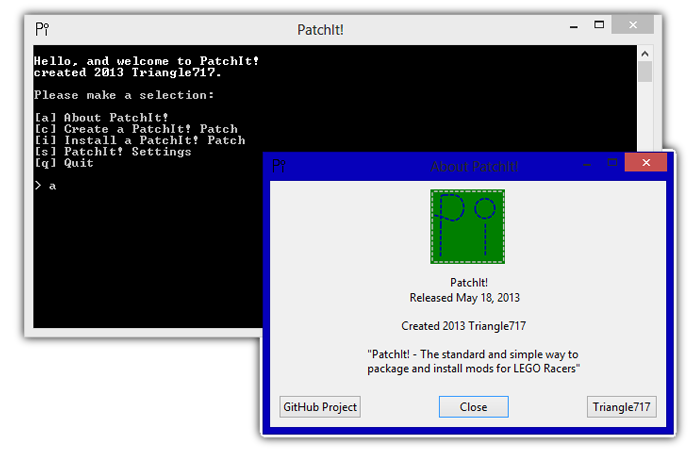 Pi
PatchIt!
Hello, and welcome to PatchIt!
created 2013 Triangle717.
Please make a selection:
[a] About PatchIt!
[c] Create a PatchIt! Patch
[i] Install a PatchIt! Patch
[s] PatchIt! Settings
[q] Quit
> a
Pi
About PatchIt!
Pi
PatchIt!
Released May 18, 2013
Created 2013 Triangle717
"PatchIt! - The standard and simple way to
package and install mods for LEGO Racers"
GitHub Project
Close
Triangle717